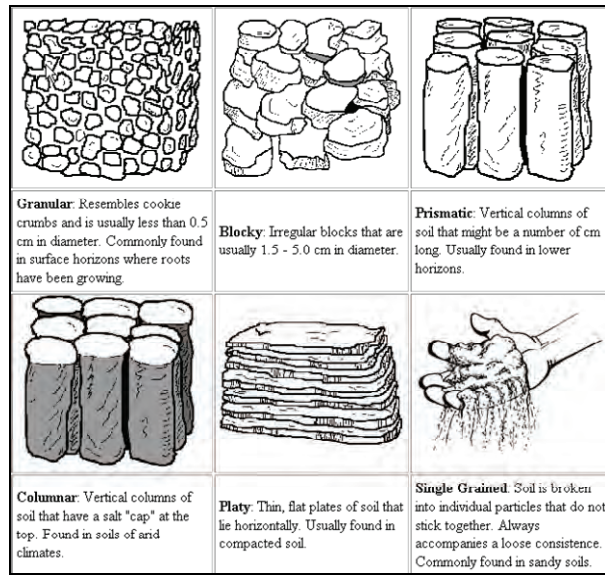 Granular: Resembles cookie
crumbs and is usually less than 0.5
cm in diameter. Commonly found
in surface horizons where roots
have been growing.
Blocky: Irregular blocks that are
usually 1.5 - 5.0 cm in diameter.
Prismatic: Vertical columns of
soil that might be a number of cm
long. Usually found in lower
horizons.
Columnar: Vertical columns of
soil that have a salt "cap" at the
top. Found in soils of arid
climates.
Platy: Thin, flat plates of soil that
lie horizontally. Usually found in
compacted soil.
Single Grained: Soil is broken
into individual particles that do not
stick together. Always
accompanies a loose consistence.
Commonly found in sandy soils.